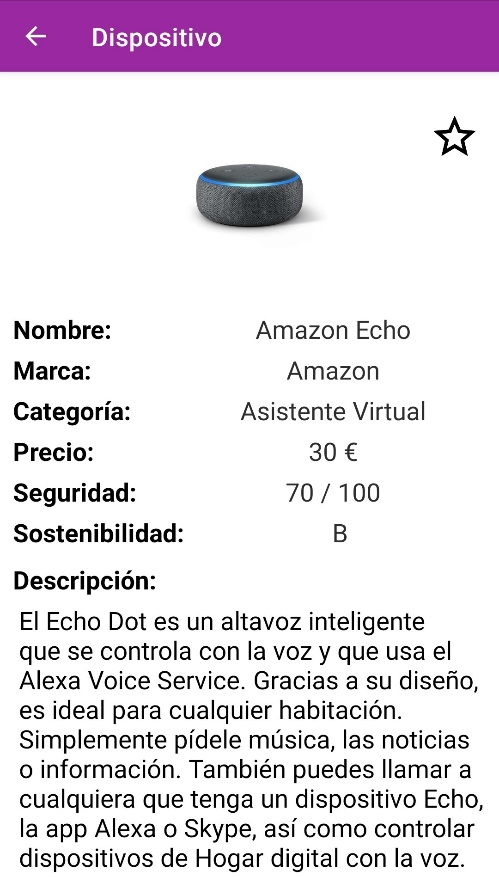 Dispositivo
Nombre: Amazon Echo
Marca: Amazon
Categoría: Asistente Virtual
Precio: 30 €
Seguridad: 70 / 100
Sostenibilidad: B
Descripción:
El Echo Dot es un altavoz inteligente
que se controla con la voz y que usa el
Alexa Voice Service. Gracias a su diseño,
es ideal para cualquier habitación.
Simplemente pídele música, las noticias
o información. También puedes llamar a
cualquiera que tenga un dispositivo Echo,
la app Alexa o Skype, así como controlar
dispositivos de Hogar digital con la voz.